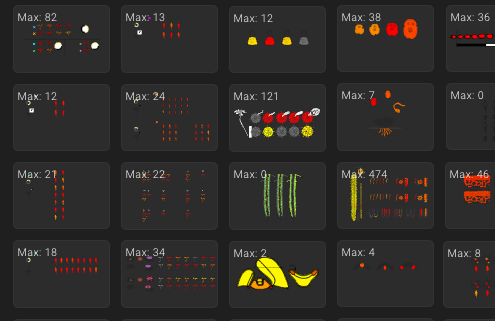 Max: 82
Max: 13
Max: 12
Max: 38
Max: 36
Max: 12
Max: 24
Max: 121
Max: 7
Max: 0
Max: 21
Max: 22
Max: 0
Max: 474
Max: 46
Max: 18
Max: 34
Max: 2
Max: 4
Max: 8